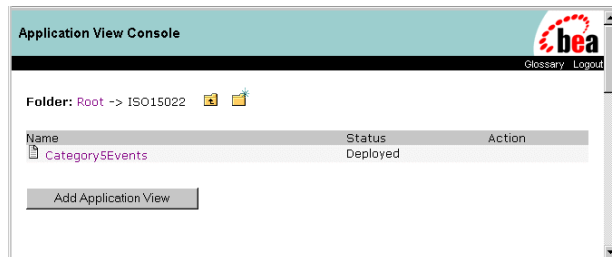 Application View Console
bea
Glossary Logout
Folder: Root -> ISO15022
Name Status Action
Category5Events Deployed
Add Application View